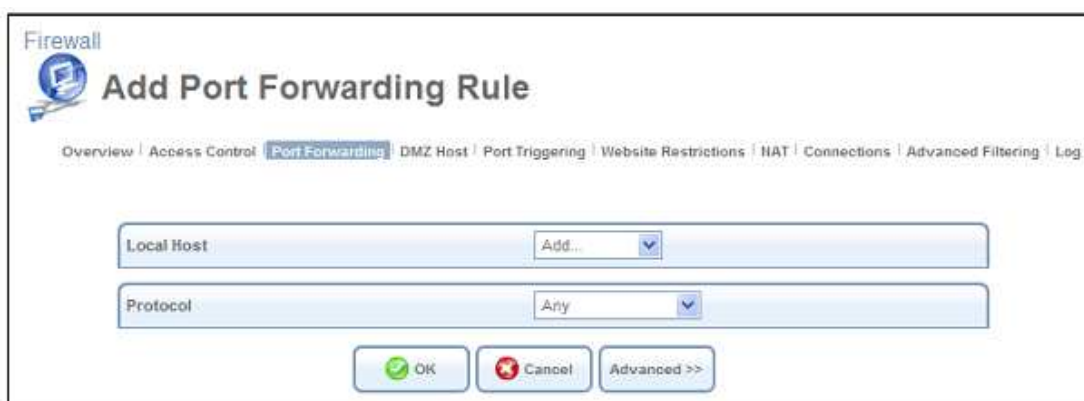 Firewall
Add Port Forwarding Rule
Overview | Access Control | Port Forwarding | DMZ Host | Port Triggering | Website Restrictions | NAT | Connections | Advanced Filtering | Log
Local Host Add...
Protocol Any
OK Cancel Advanced >>